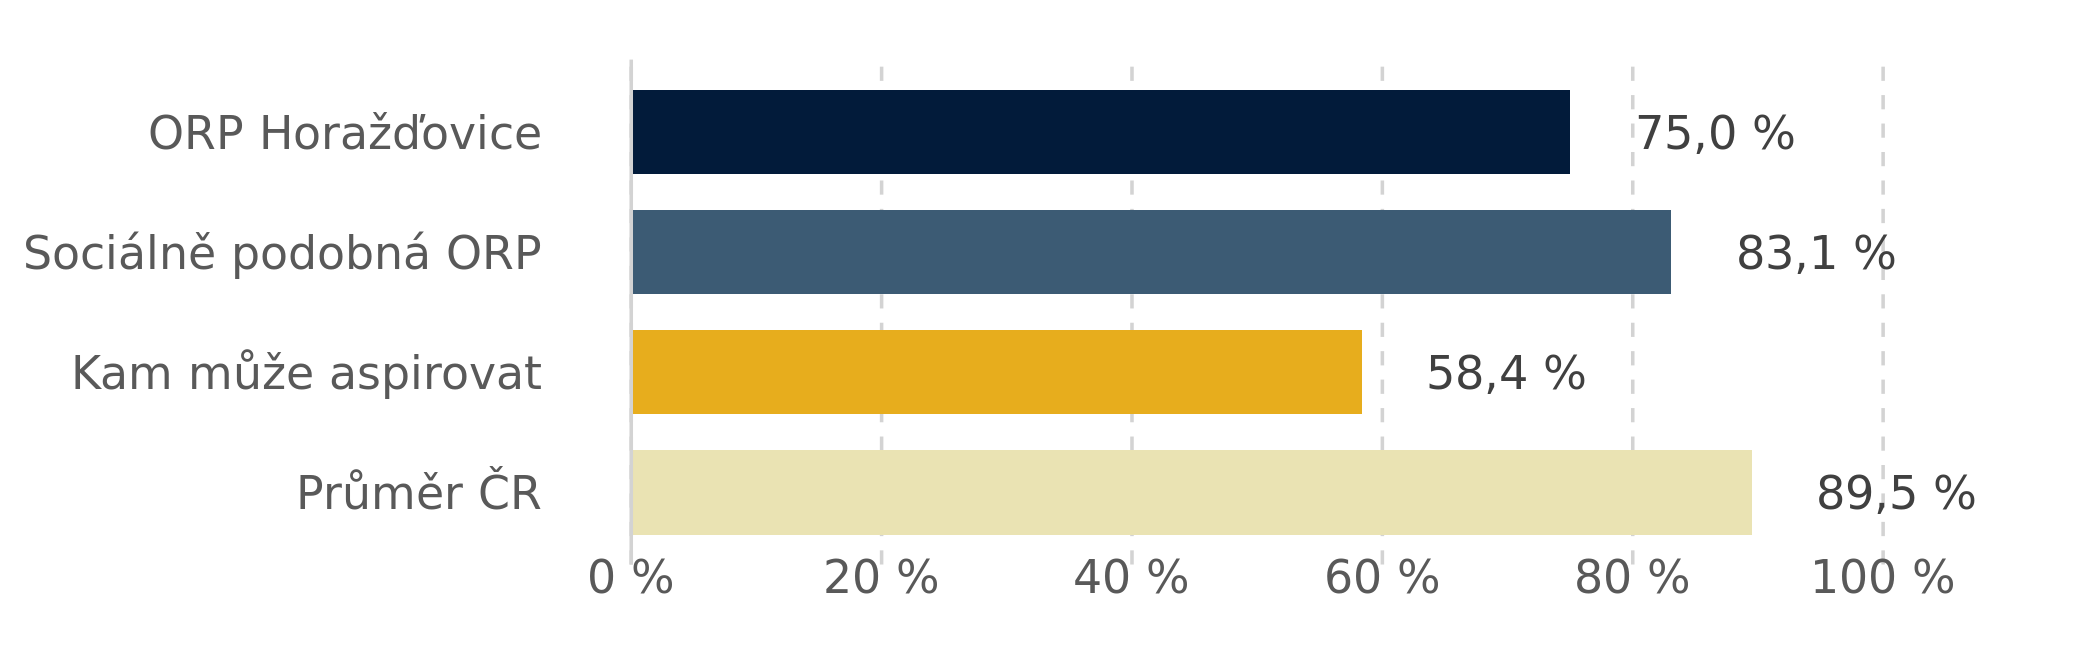 ORP Horažďovice 75,0 %
Sociálně podobná ORP 83,1 %
Kam může aspirovat 58,4 %
Průměr ČR 89,5 %
0 % 20 % 40 % 60 % 80 % 100 %